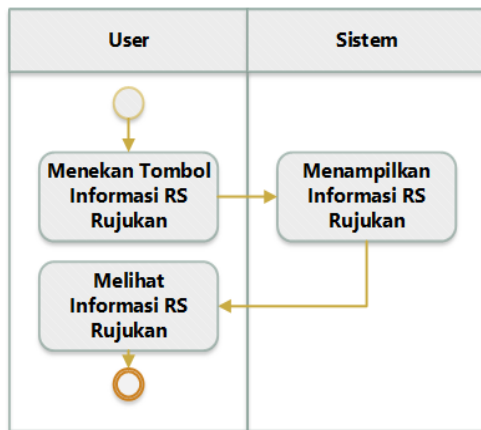 User
Sistem
Menekan Tombol
Informasi RS
Rujukan
Menampilkan
Informasi RS
Rujukan
Melihat
Informasi RS
Rujukan